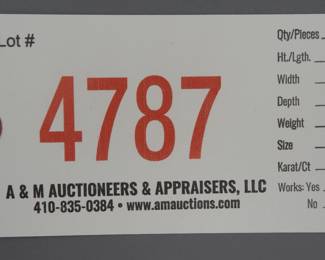 Lot #
4787
A & M AUCTIONEERS & APPRAISERS, LLC
410-835-0384 • www.amauctions.com
Qty/Pieces
Ht./Lgth.
Width
Depth
Weight
Size
Karat/Ct
Works: Yes
No